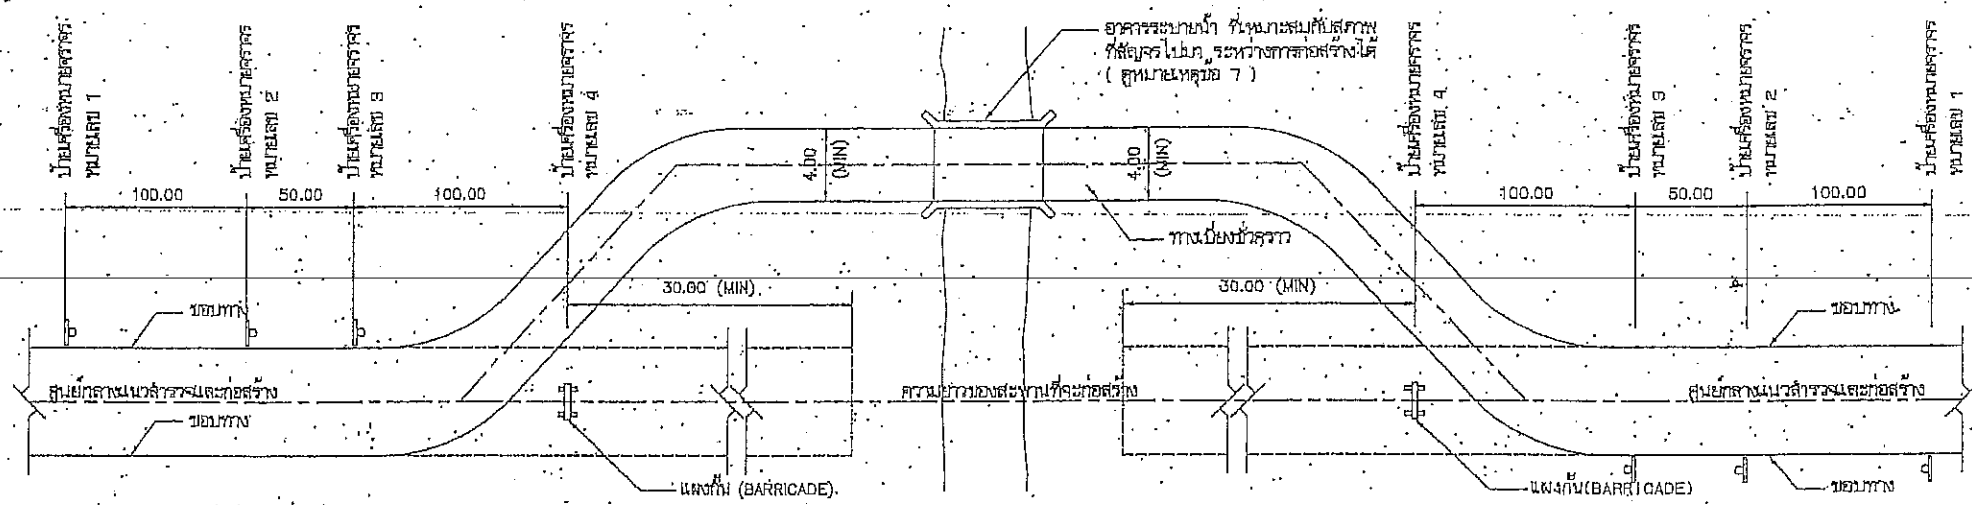 ป้ายเครื่องหมายจราจร
หมายเลข 1
ป้ายเครื่องหมายจราจร
หมายเลข 2
ป้ายเครื่องหมายจราจร
หมายเลข 3
ป้ายเครื่องหมายจราจร
หมายเลข 4
อาคารระบายน้ำ ที่เหมาะสมกับสภาพ
ที่สัญจรไปมา ระหว่างการก่อสร้างได้
( ดูหมายเหตุข้อ 7 )
ป้ายเครื่องหมายจราจร
หมายเลข 4
ป้ายเครื่องหมายจราจร
หมายเลข 3
ป้ายเครื่องหมายจราจร
หมายเลข 2
ป้ายเครื่องหมายจราจร
หมายเลข 1
100.00
50.00
100.00
4.00
(MIN)
4.00
(MIN)
100.00
50.00
100.00
ทางเบี่ยงชั่วคราว
30.00 (MIN)
30.00 (MIN)
ขอบทาง
ขอบทาง
ศูนย์กลางแนวสำรวจและก่อสร้าง
ความยาวของสะพานที่จะก่อสร้าง
ศูนย์กลางแนวสำรวจและก่อสร้าง
ขอบทาง
แผงกั้น (BARRICADE)
แผงกั้น(BARRICADE)
ขอบทาง